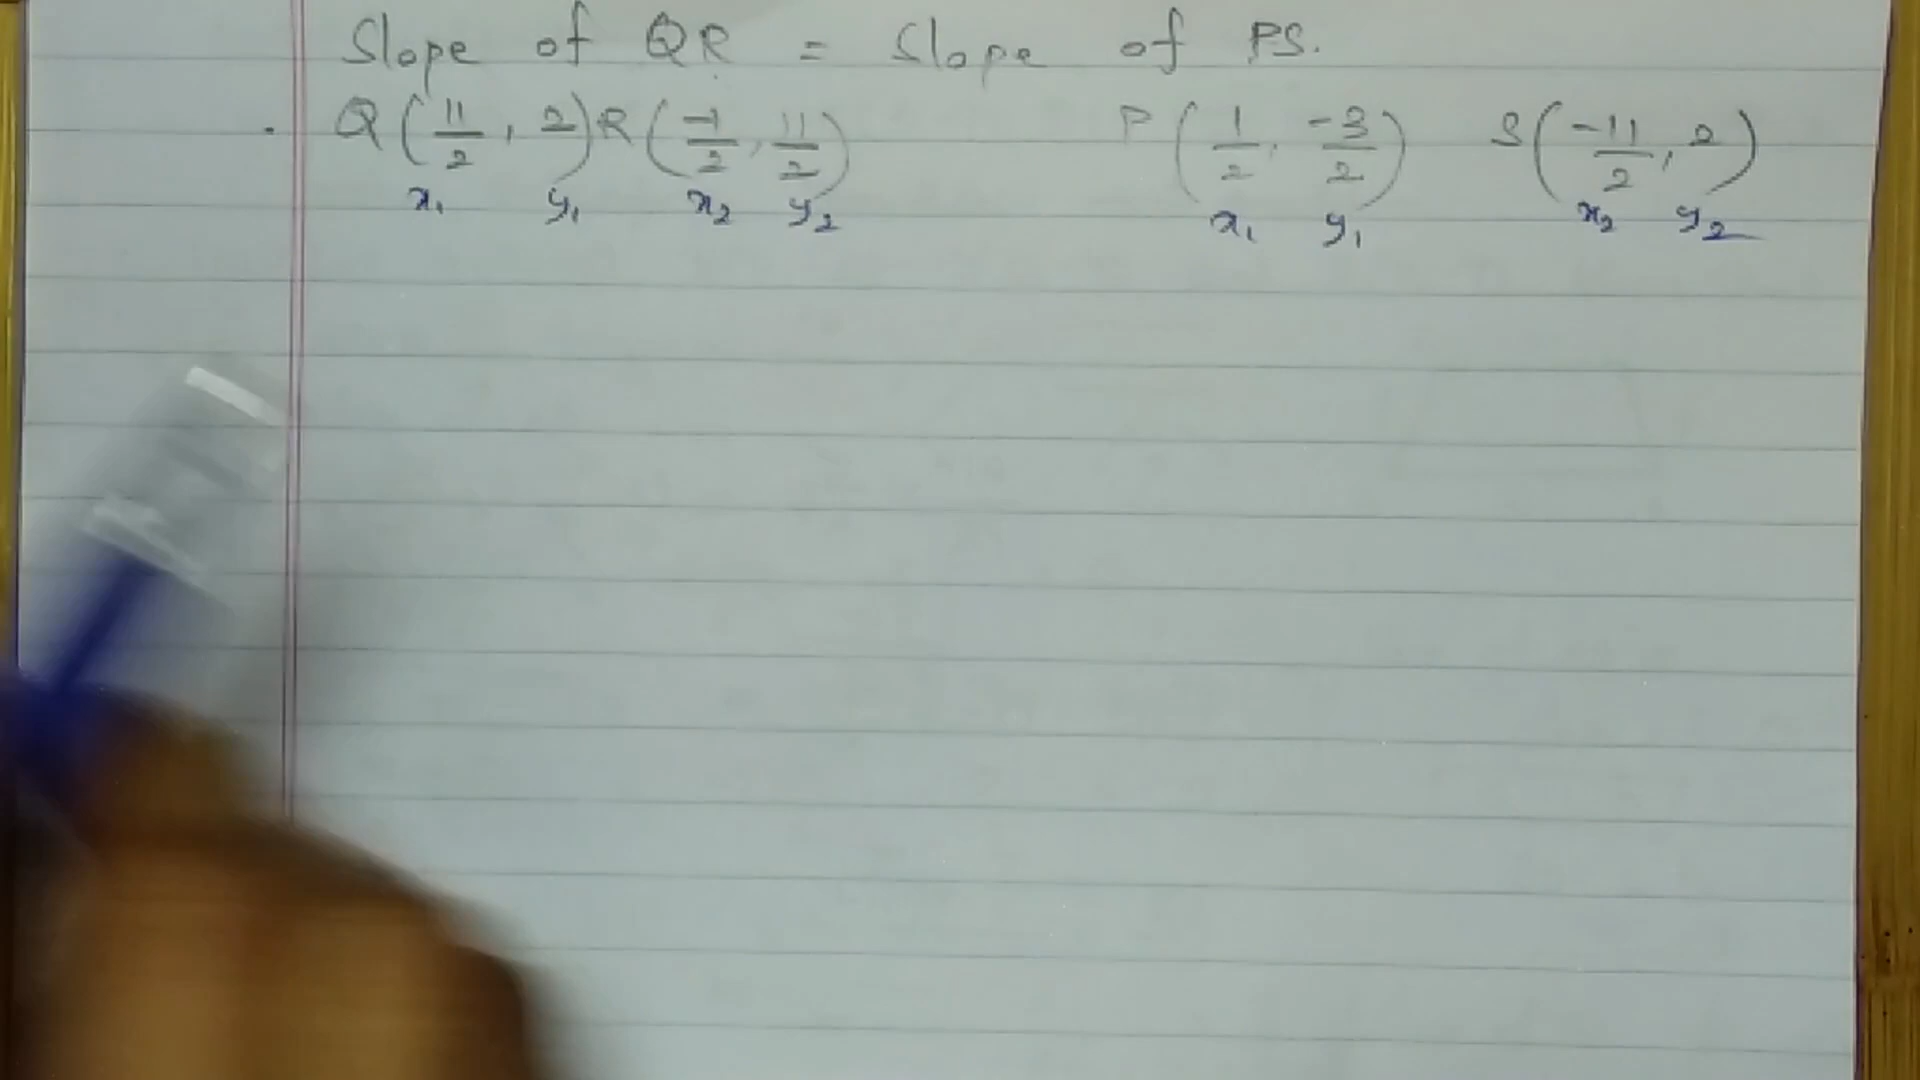 Slope of QR = Slope of PS.
. Q(11/2, 2) R(-1/2, 11/2) P(1/2, -3/2) S(-11/2, 2)
x₁ y₁ x₂ y₂ x₁ y₁ x₂ y₂